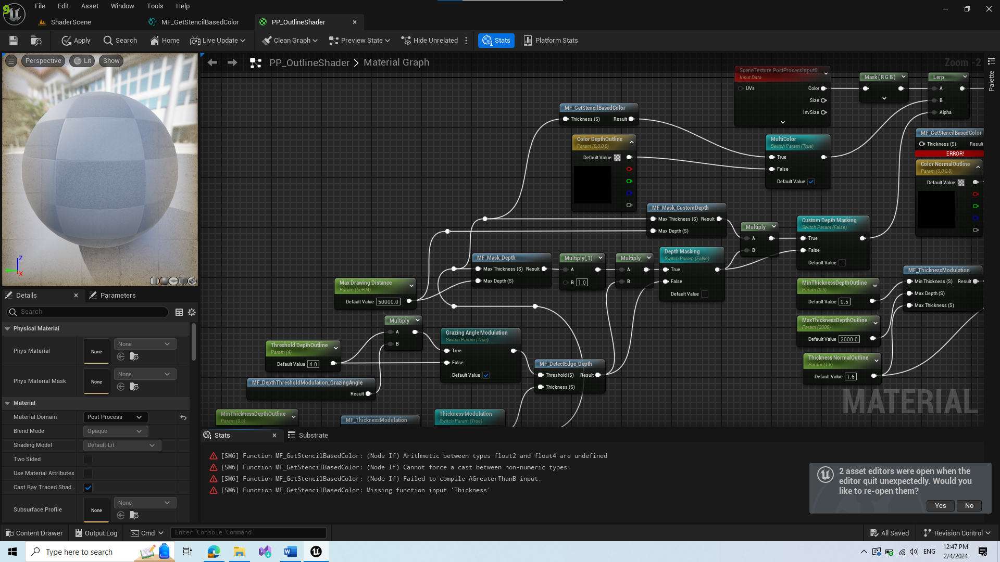 File Edit Asset Window Tools Help
ShaderScene MF_GetStencilBasedColor PP_OutlineShader
Apply Search Home Live Update Clean Graph Preview State Hide Unrelated Stats Platform Stats
Perspective Lit Show
PP_OutlineShader > Material Graph
Zoom -2
Palette
SceneTexture:PostProcessInput0
Input Data
UVs Color
Size
InvSize
Mask ( R G B )
Lerp
A
B
Alpha
MF_GetStencilBasedColor
Thickness (S) Result
Color DepthOutline
Param (0,0,0,0)
Default Value
MultiColor
Switch Param (True)
True
False
Default Value
MF_GetStencilBasedColor
Thickness (S) Result
ERROR!
Color NormalOutline
Param (0,0,0,0)
Default Value
MF_Mask_CustomDepth
Max Thickness (S) Result
Max Depth (S)
Multiply
A
B
Custom Depth Masking
Switch Param (False)
True
False
Default Value
MF_Mask_Depth
Max Thickness (S) Result
Max Depth (S)
Multiply(,1)
A
B 1.0
Multiply
A
B
Depth Masking
Switch Param (False)
True
False
Default Value
Max Drawing Distance
Param (5e+04)
Default Value 50000.0
MinThicknessDepthOutline
Param (0.5)
Default Value 0.5
MF_ThicknessModulation
Min Thickness (S) Result
Max Depth (S)
Max Thickness (S)
MaxThicknessDepthOutline
Param (2000)
Default Value 2000.0
Thickness NormalOutline
Param (1.6)
Default Value 1.6
Multiply
A
B
Threshold DepthOutline
Param (4)
Default Value 4.0
Grazing Angle Modulation
Switch Param (True)
True
False
Default Value
MF_DepthThresholdModulation_GrazingAngle
Result
MF_DetectEdge_Depth
Threshold (S) Result
Thickness (S)
MinThicknessDepthOutline
Param (0.5)
MF_ThicknessModulation
Thickness Modulation
Switch Param (True)
MATERIAL
Z
X
Details Parameters
Search
Physical Material
Phys Material None None
Phys Material Mask None None
Material
Material Domain Post Process
Blend Mode Opaque
Shading Model Default Lit
Two Sided
Use Material Attributes
Cast Ray Traced Shad...
Subsurface Profile None None
Stats Substrate
[SM6] Function MF_GetStencilBasedColor: (Node If) Arithmetic between types float2 and float4 are undefined
[SM6] Function MF_GetStencilBasedColor: (Node If) Cannot force a cast between non-numeric types.
[SM6] Function MF_GetStencilBasedColor: (Node If) Failed to compile AGreaterThanB input.
[SM6] Function MF_GetStencilBasedColor: Missing function input 'Thickness'
2 asset editors were open when the
editor quit unexpectedly. Would you
like to re-open them?
Yes No
Content Drawer Output Log Cmd Enter Console Command All Saved Revision Control
Type here to search
ENG
12:47 PM
2/4/2024